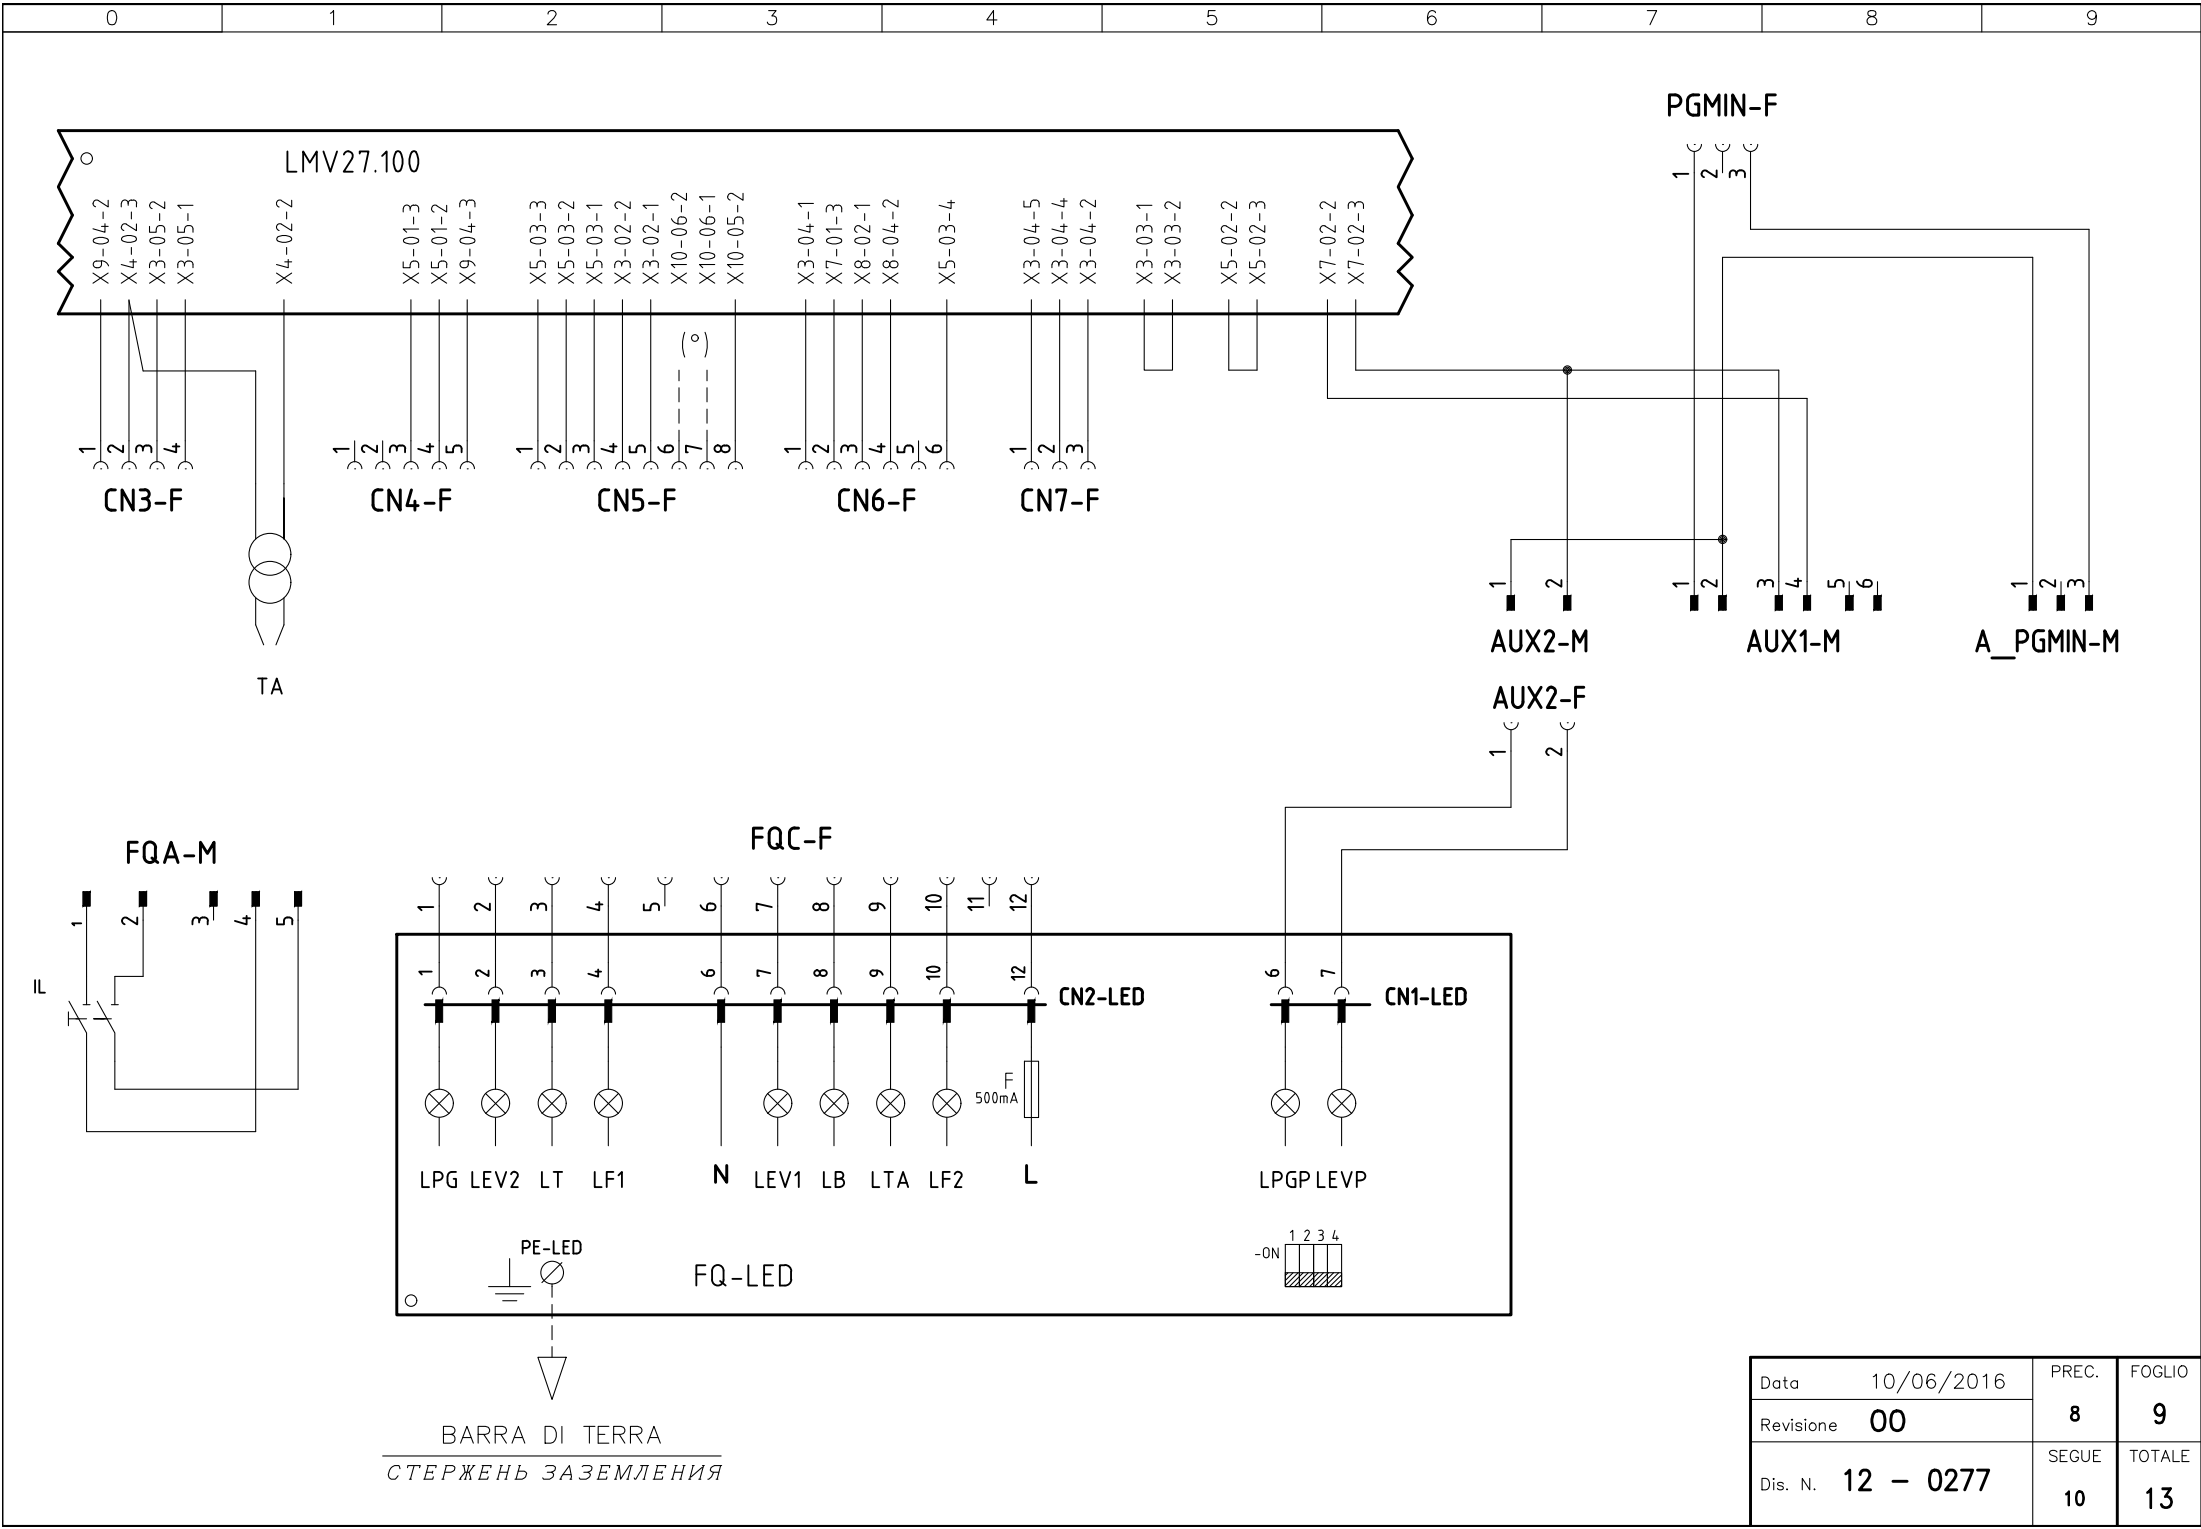 0 1 2 3 4 5 6 7 8 9
PGMIN-F
1 2 3
LMV27.100
X9-04-2 X4-02-3 X3-05-2 X3-05-1 X4-02-2 X5-01-3 X5-01-2 X9-04-3 X5-03-3 X5-03-2 X5-03-1 X3-02-2 X3-02-1 X10-06-2 X10-06-1 X10-05-2 X3-04-1 X7-01-3 X8-02-1 X8-04-2 X5-03-4 X3-04-5 X3-04-4 X3-04-2 X3-03-1 X3-03-2 X5-02-2 X5-02-3 X7-02-2 X7-02-3
(°)
1 2 3 4 1 2 3 4 5 1 2 3 4 5 6 7 8 1 2 3 4 5 6 1 2 3
CN3-F CN4-F CN5-F CN6-F CN7-F
1 2 1 2 3 4 5 6 1 2 3
AUX2-M AUX1-M A_PGMIN-M
TA
AUX2-F
1 2
FQA-M
1 2 3 4 5
IL
FQC-F
1 2 3 4 5 6 7 8 9 10 11 12
1 2 3 4 6 7 8 9 10 12 6 7
CN2-LED CN1-LED
F
500mA
LPG LEV2 LT LF1 N LEV1 LB LTA LF2 L LPGP LEVP
1 2 3 4
-ON
PE-LED
FQ-LED
BARRA DI TERRA
СТЕРЖЕНЬ ЗАЗЕМЛЕНИЯ
Data 10/06/2016 PREC. FOGLIO
Revisione 00 8 9
Dis. N. 12 - 0277 SEGUE TOTALE
10 13